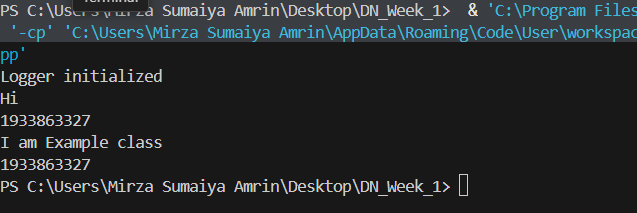 Terminal
PS C:\Users\Mirza Sumaiya Amrin\Desktop\DN_Week_1>  & 'C:\Program Files
'-cp' 'C:\Users\Mirza Sumaiya Amrin\AppData\Roaming\Code\User\workspac
pp'
Logger initialized
Hi
1933863327
I am Example class
1933863327
PS C:\Users\Mirza Sumaiya Amrin\Desktop\DN_Week_1>